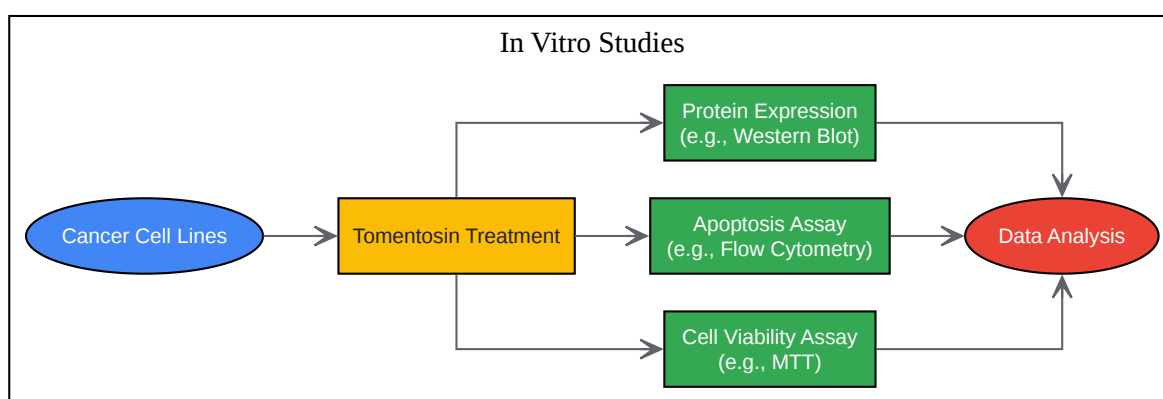 In Vitro Studies
Protein Expression
(e.g., Western Blot)
Cancer Cell Lines
Tomentosin Treatment
Apoptosis Assay
(e.g., Flow Cytometry)
Data Analysis
Cell Viability Assay
(e.g., MTT)